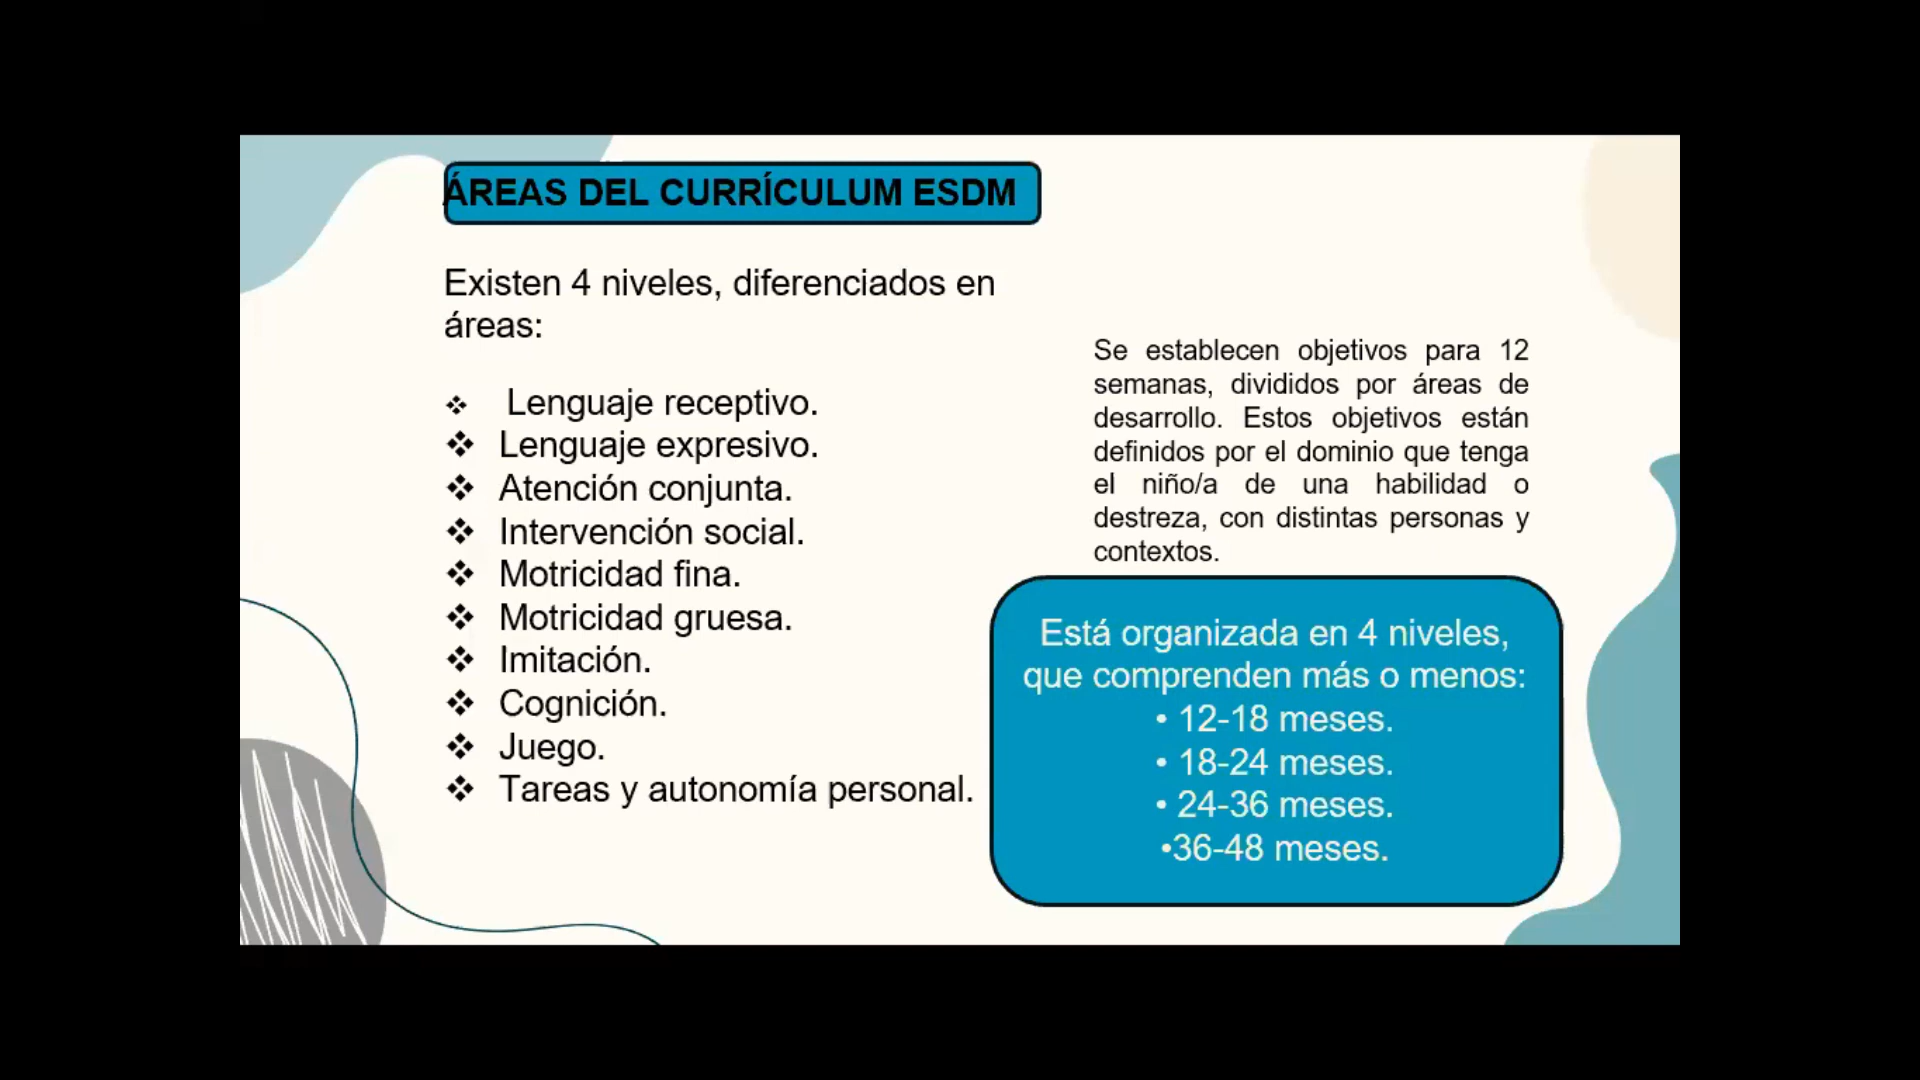 ÁREAS DEL CURRÍCULUM ESDM
Existen 4 niveles, diferenciados en
áreas:
❖ Lenguaje receptivo.
❖ Lenguaje expresivo.
❖ Atención conjunta.
❖ Intervención social.
❖ Motricidad fina.
❖ Motricidad gruesa.
❖ Imitación.
❖ Cognición.
❖ Juego.
❖ Tareas y autonomía personal.
Se establecen objetivos para 12
semanas, divididos por áreas de
desarrollo. Estos objetivos están
definidos por el dominio que tenga
el niño/a de una habilidad o
destreza, con distintas personas y
contextos.
Está organizada en 4 niveles,
que comprenden más o menos:
• 12-18 meses.
• 18-24 meses.
• 24-36 meses.
•36-48 meses.